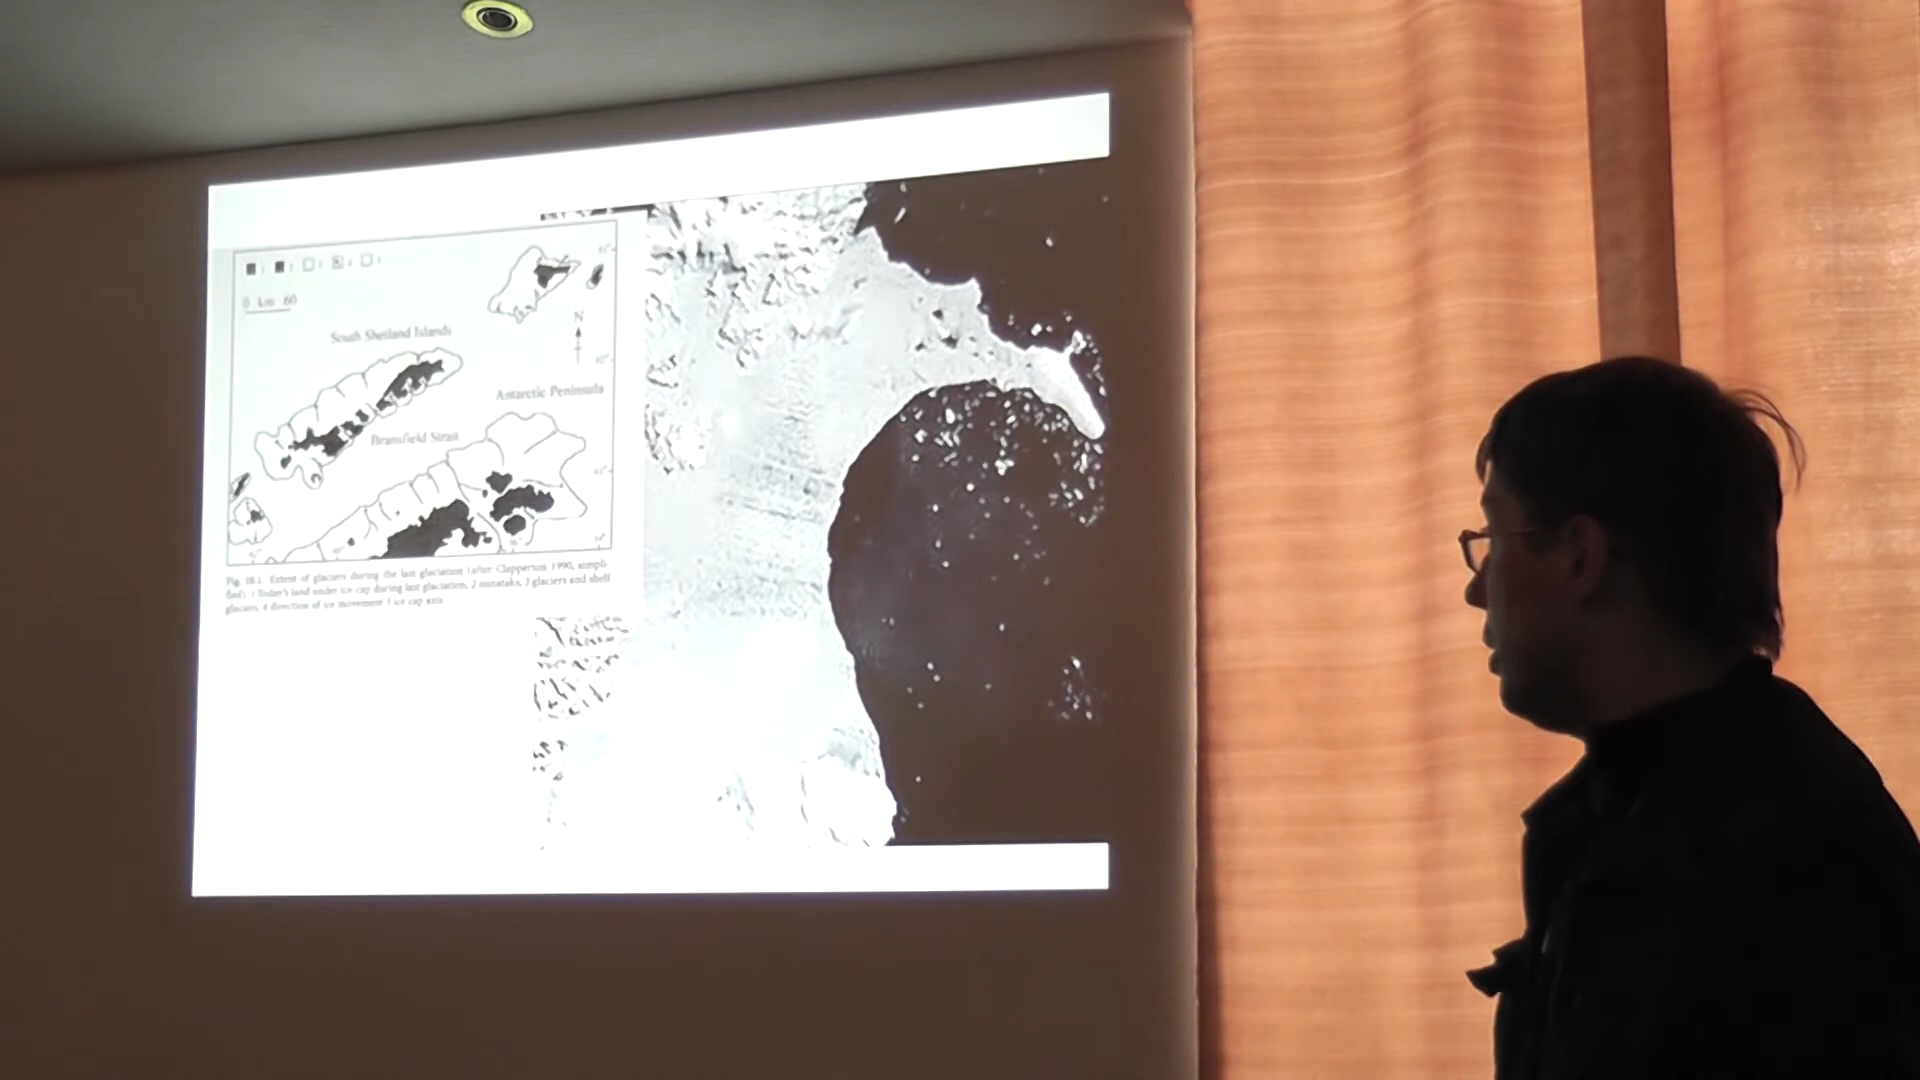 0 km 60
South Shetland Islands
N
Antarctic Peninsula
Bransfield Strait
Fig. 10.1. Extent of glaciers during the last glaciation (after Clapperton 1990, simpli-
fied). 1 Today's land under ice-cap during last glaciation, 2 nunataks, 3 glaciers and shelf
glaciers, 4 direction of ice movement 5 ice cap axis